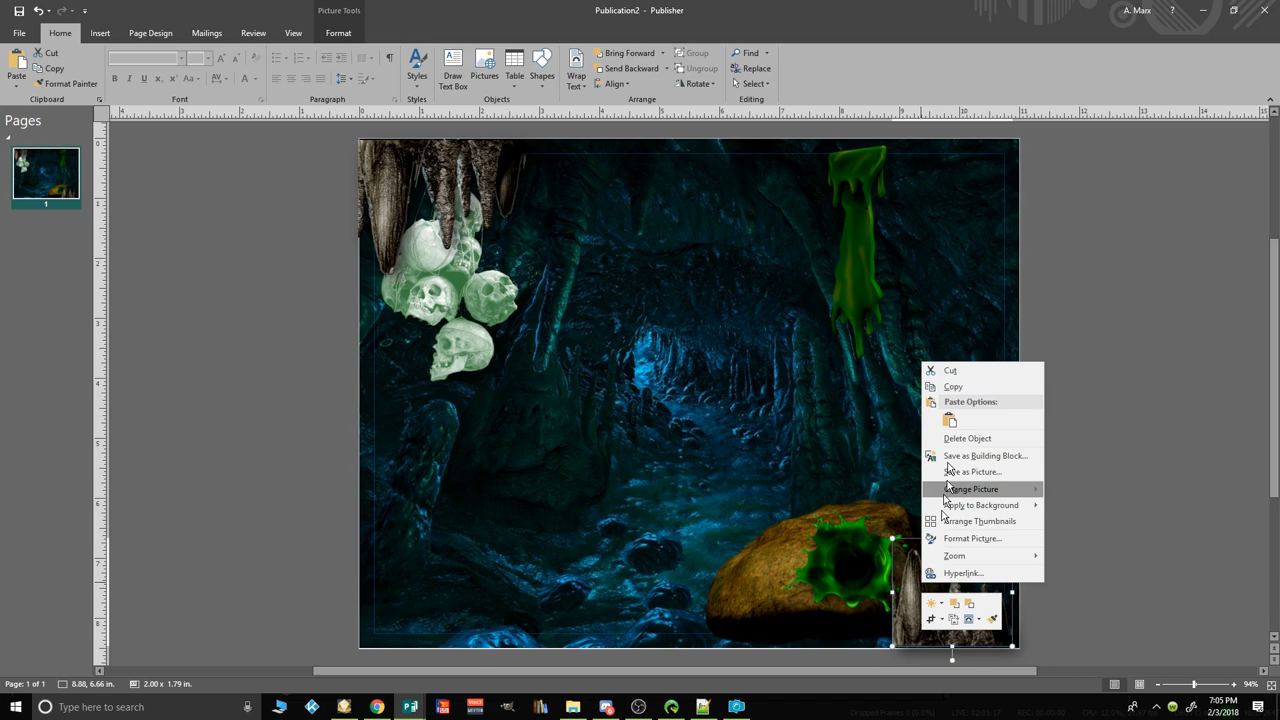 Picture Tools
Publication2 - Publisher
A. Marx
?
File
Home
Insert
Page Design
Mailings
Review
View
Format
Paste
Cut
Copy
Format Painter
Clipboard
Font
Paragraph
Styles
Styles
Draw
Text Box
Pictures
Table
Shapes
Objects
Wrap
Text
Bring Forward
Send Backward
Align
Group
Ungroup
Rotate
Arrange
Find
Replace
Select
Editing
Pages
1
Cut
Copy
Paste Options:
Delete Object
Save as Building Block...
as Picture...
Picture
Apply to Background
Arrange Thumbnails
Format Picture...
Zoom
Hyperlink...
Page: 1 of 1
8.88, 6.66 in.
2.00 x 1.79 in.
94%
Type here to search
7:05 PM
2/3/2018